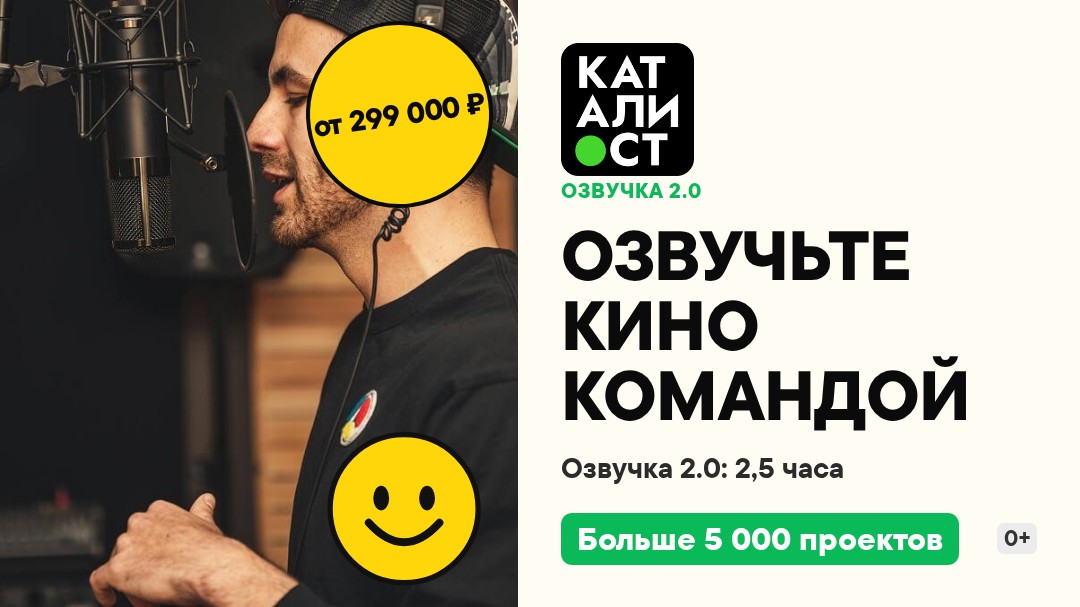 от 299 000 ₽
КАТ
АЛИ
СТ
ОЗВУЧКА 2.0
ОЗВУЧЬТЕ
КИНО
КОМАНДОЙ
Озвучка 2.0: 2,5 часа
Больше 5 000 проектов
0+